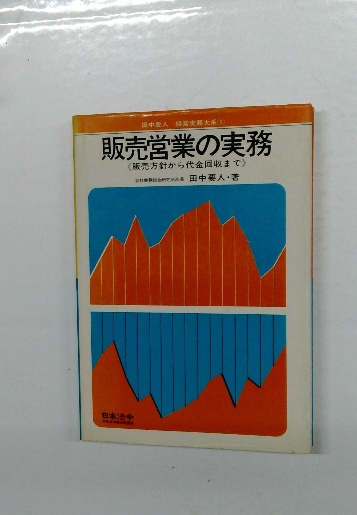 田中要人 経営実務大系①
販売営業の実務
《販売方針から代金回収まで》
田中要人・著
日本法令